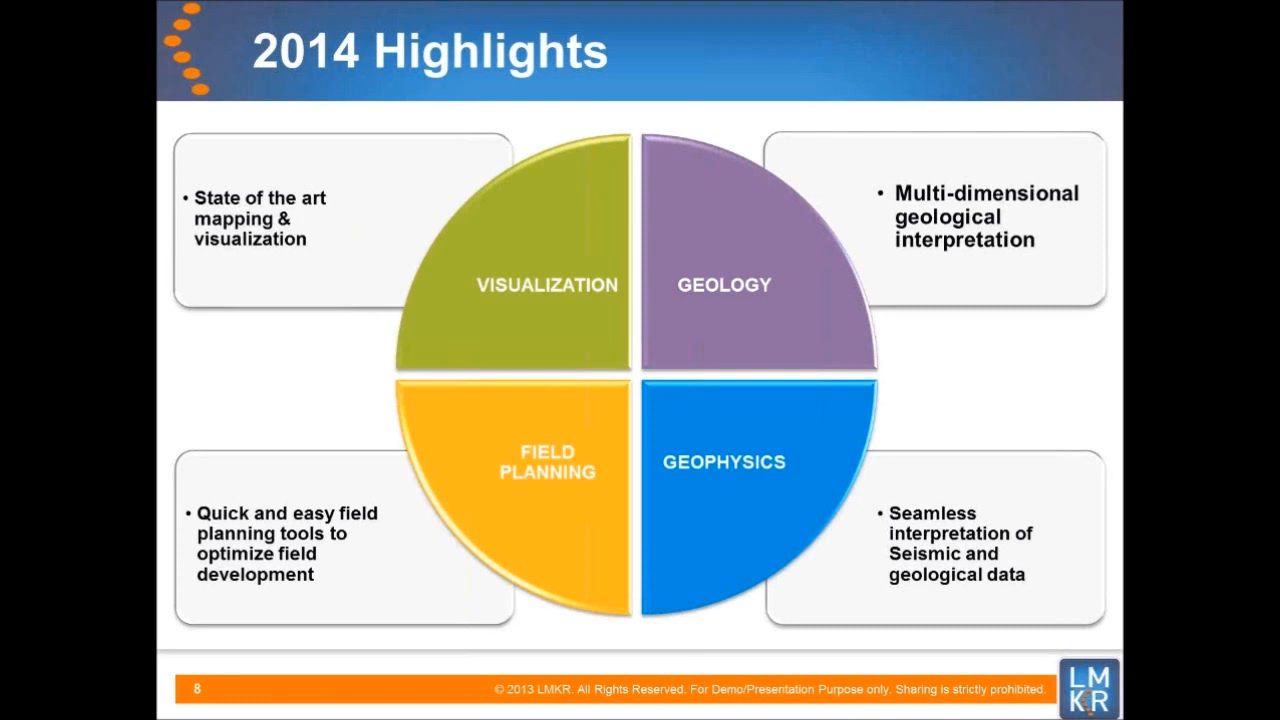 2014 Highlights
• State of the art
mapping &
visualization
VISUALIZATION
GEOLOGY
• Multi-dimensional
geological
interpretation
• Quick and easy field
planning tools to
optimize field
development
FIELD
PLANNING
GEOPHYSICS
• Seamless
interpretation of
Seismic and
geological data
8
© 2013 LMKR. All Rights Reserved. For Demo/Presentation Purpose only. Sharing is strictly prohibited.
LM
KR